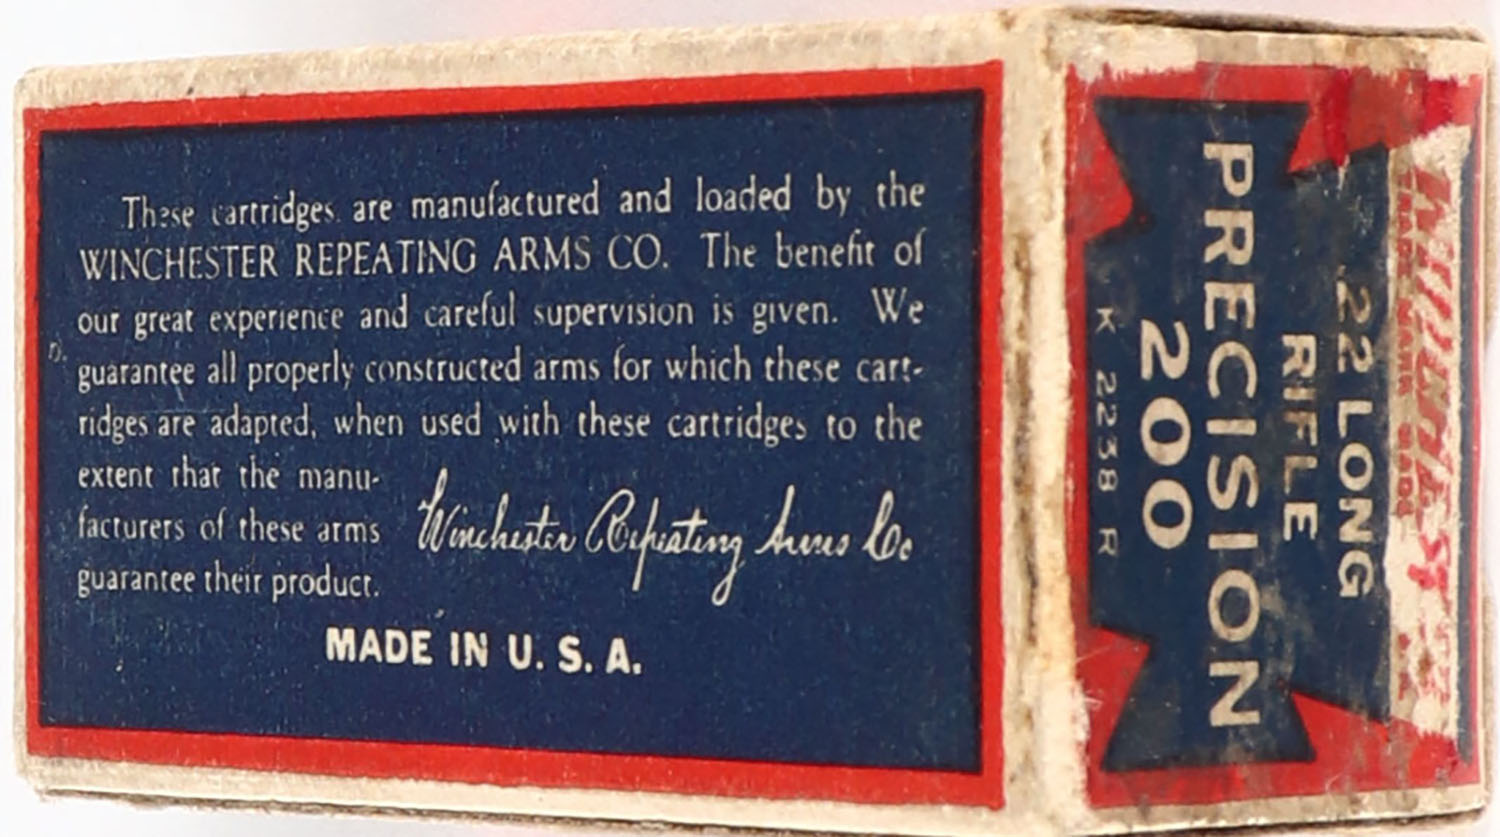 These cartridges are manufactured and loaded by the
WINCHESTER REPEATING ARMS CO. The benefit of
our great experience and careful supervision is given. We
guarantee all properly constructed arms for which these cart-
ridges are adapted, when used with these cartridges to the
extent that the manu-
facturers of these arms
guarantee their product.
Winchester Repeating Arms Co
MADE IN U. S. A.
WINCHESTER
TRADE MARK
.22 LONG
RIFLE
PRECISION
200
K 2238 R